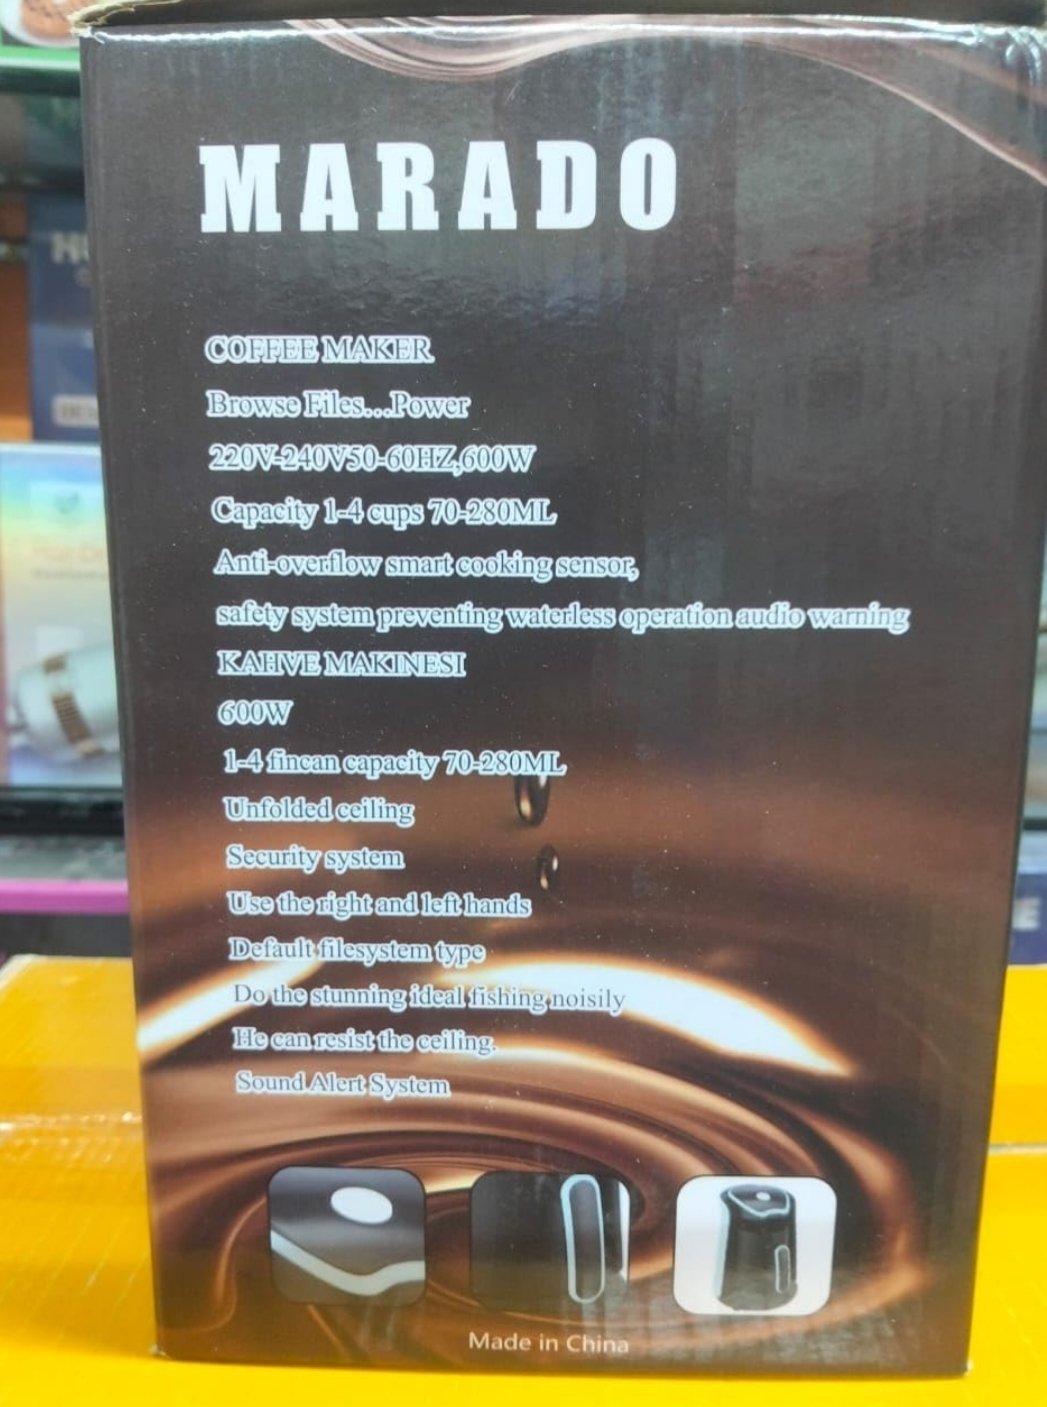 MARADO
COFFEE MAKER
Browse Files...Power
220V-240V50-60HZ,600W
Capacity 1-4 cups 70-280ML
Anti-overflow smart cooking sensor,
safety system preventing waterless operation audio warning
KAHVE MAKINESI
600W
1-4 fincan capacity 70-280ML
Unfolded ceiling
Security system
Use the right and left hands
Default filesystem type
Do the stunning ideal fishing noisily
He can resist the ceiling.
Sound Alert System
Made in China